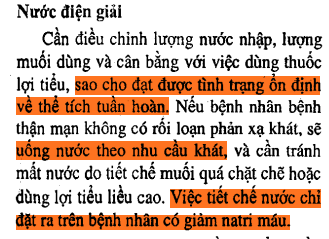 Nước điện giải
Cần điều chỉnh lượng nước nhập, lượng
muối dùng và cân bằng với việc dùng thuốc
lợi tiểu, sao cho đạt được tình trạng ổn định
về thể tích tuần hoàn. Nếu bệnh nhân bệnh
thận mạn không có rối loạn phản xạ khát, sẽ
uống nước theo nhu cầu khát, và cần tránh
mất nước do tiết chế muối quá chặt chẽ hoặc
dùng lợi tiểu liều cao. Việc tiết chế nước chỉ
đặt ra trên bệnh nhân có giảm natri máu.